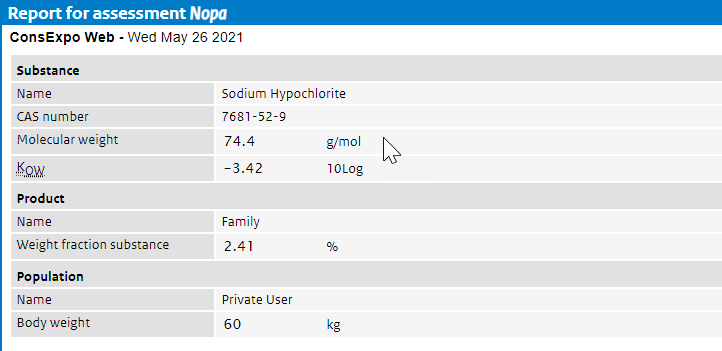 Report for assessment Nopa
ConsExpo Web - Wed May 26 2021
Substance
Name Sodium Hypochlorite
CAS number 7681-52-9
Molecular weight 74.4 g/mol
KOW −3.42 10Log
Product
Name Family
Weight fraction substance 2.41 %
Population
Name Private User
Body weight 60 kg